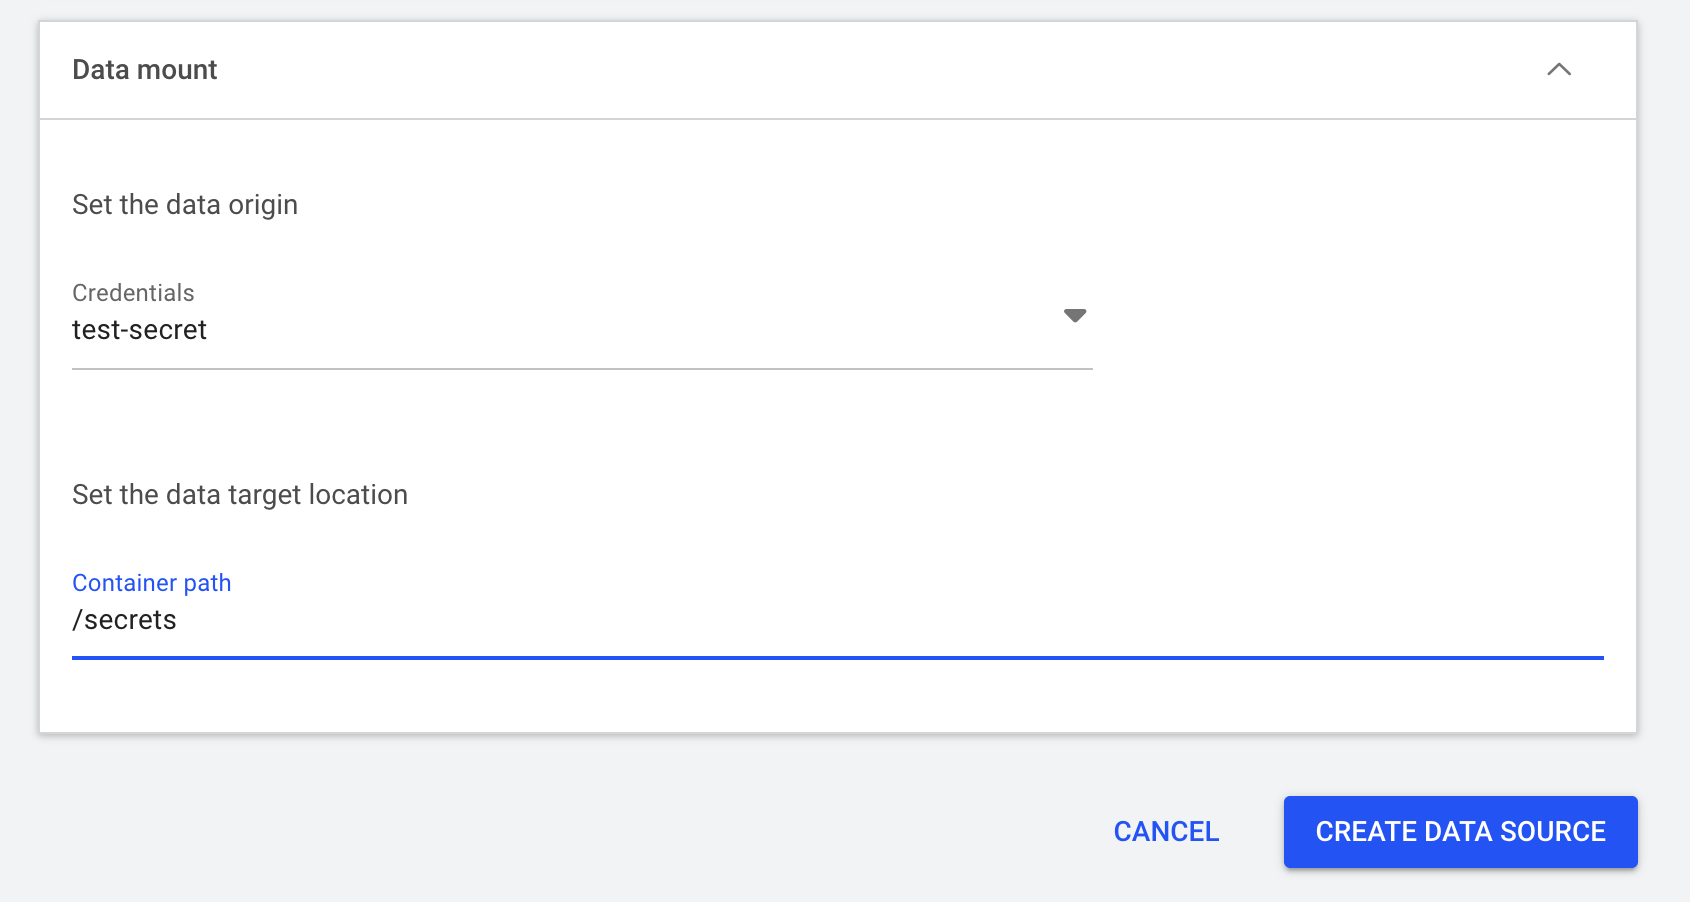 Data mount
Set the data origin
Credentials
test-secret
Set the data target location
Container path
/secrets
CANCEL
CREATE DATA SOURCE